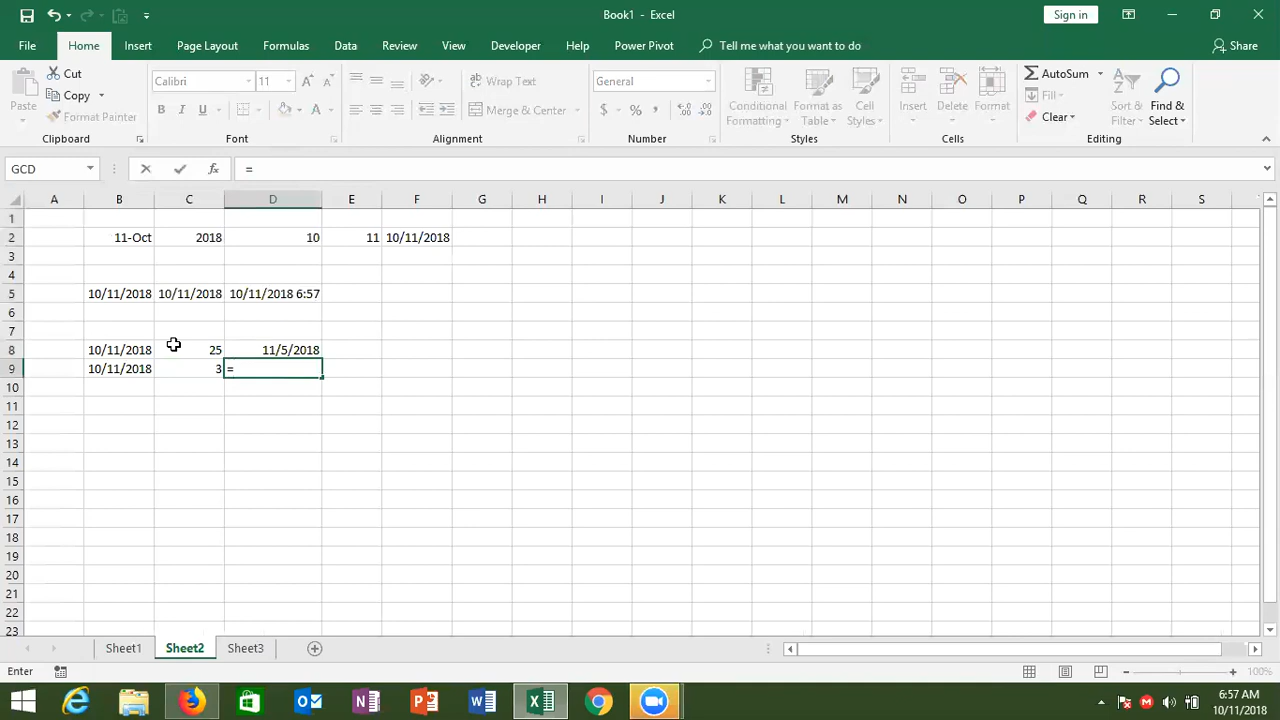 Book1 - Excel
Sign in
File Home Insert Page Layout Formulas Data Review View Developer Help Power Pivot Tell me what you want to do Share
Paste Cut Copy Format Painter
Calibri 11
B I U A
Wrap Text
Merge & Center
General
$ % ,
Conditional Formatting Format as Table Cell Styles
Insert Delete Format
AutoSum Fill Clear
Sort & Filter Find & Select
Clipboard Font Alignment Number Styles Cells Editing
GCD fx =
A B C D E F G H I J K L M N O P Q R S
1
2 11-Oct 2018 10 11 10/11/2018
3
4
5 10/11/2018 10/11/2018 10/11/2018 6:57
6
7
8 10/11/2018 25 11/5/2018
9 10/11/2018 3 =
10
11
12
13
14
15
16
17
18
19
20
21
22
23
Sheet1 Sheet2 Sheet3
Enter 100%
6:57 AM
10/11/2018